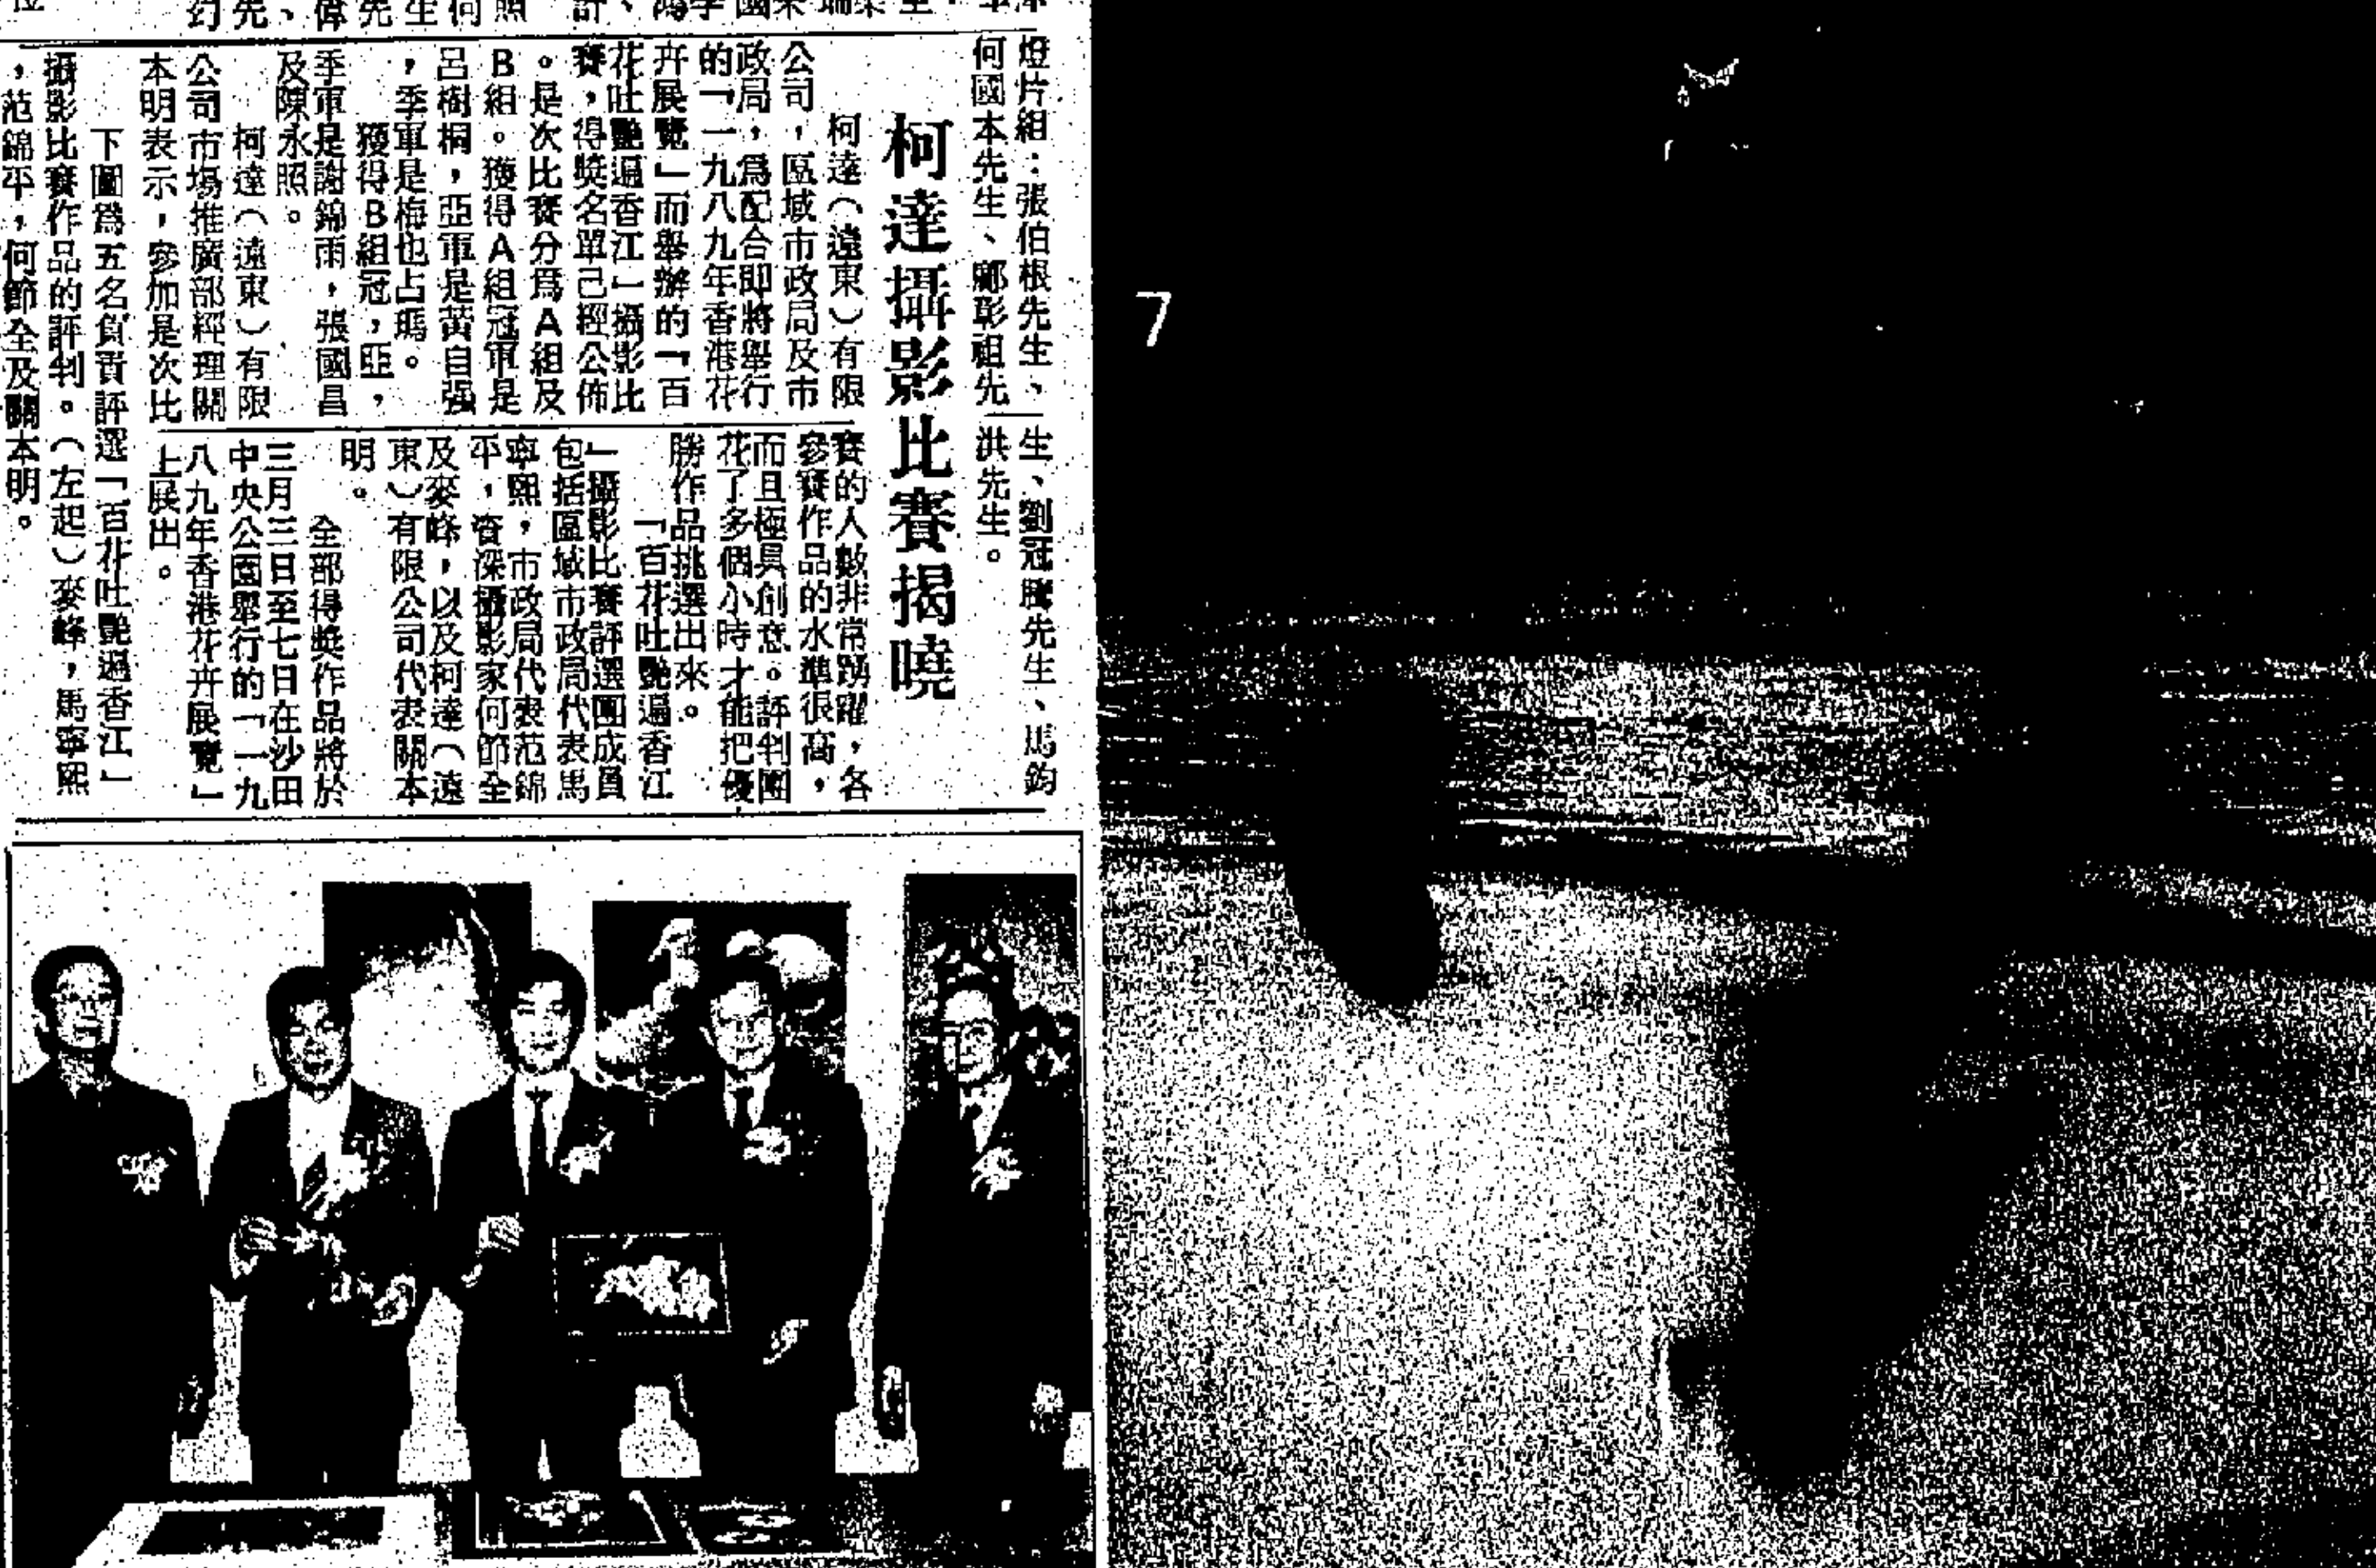 燈片組：張伯根先生、
何國本先生、鄺彰祖先
生、劉冠騰先生、馬鈞
洪先生。
柯達攝影比賽揭曉
柯達（遠東）有限
公司，區域市政局及市
政局，爲配合即將舉行
的「一九八九年香港花
卉展覽」而舉辦的「百
花吐艷遍香江」攝影比
賽，得獎名單己經公佈
。是次比賽分爲A組及
B組。獲得A組冠軍是
呂樹桐，亞軍是黃自强
，季軍是梅也占瑪。
獲得B組冠，亞，
季軍是謝錦雨，張國昌
及陳永照。
柯達（遠東）有限
公司市場推廣部經理關
本明表示，參加是次比
賽的人數非常踴躍，各
參賽作品的水準很高，
而且極具創意。評判團
花了多個小時才能把優
勝作品挑選出來。
「百花吐艷遍香江
」攝影比賽評選團成員
包括區域市政局代表馬
寧熙，市政局代表范錦
平，資深攝影家何節全
及麥烽，以及柯達（遠
東）有限公司代表關本
明。
全部得獎作品將於
三月三日至七日在沙田
中央公園舉行的「一九
八九年香港花卉展覽」
上展出。
下圖爲五名負責評選「百花吐艷遍香江」
攝影比賽作品的評判。（左起）麥烽，馬寧熙
，范錦平，何節全及關本明。
7